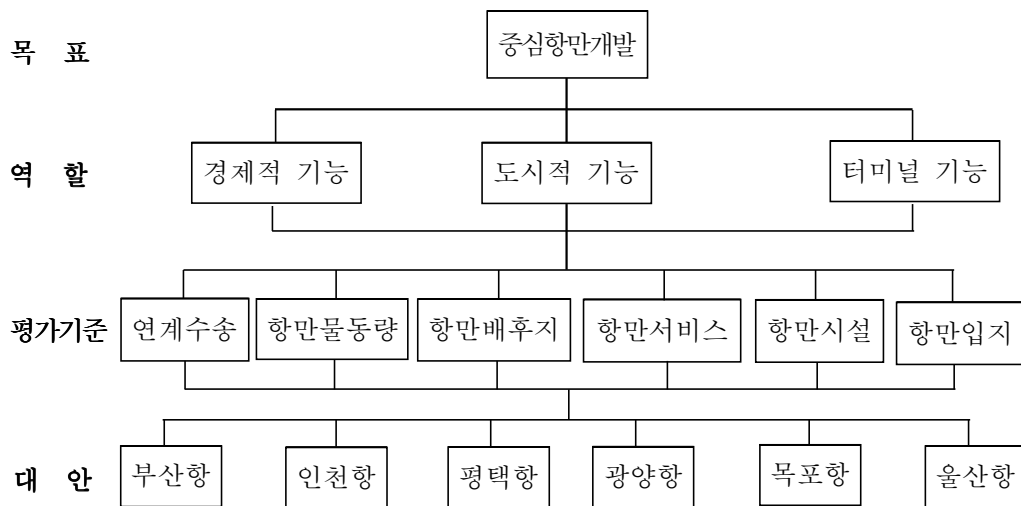 목 표 중심항만개발
역 할 경제적 기능 도시적 기능 터미널 기능
평가기준 연계수송 항만물동량 항만배후지 항만서비스 항만시설 항만입지
대 안 부산항 인천항 평택항 광양항 목포항 울산항